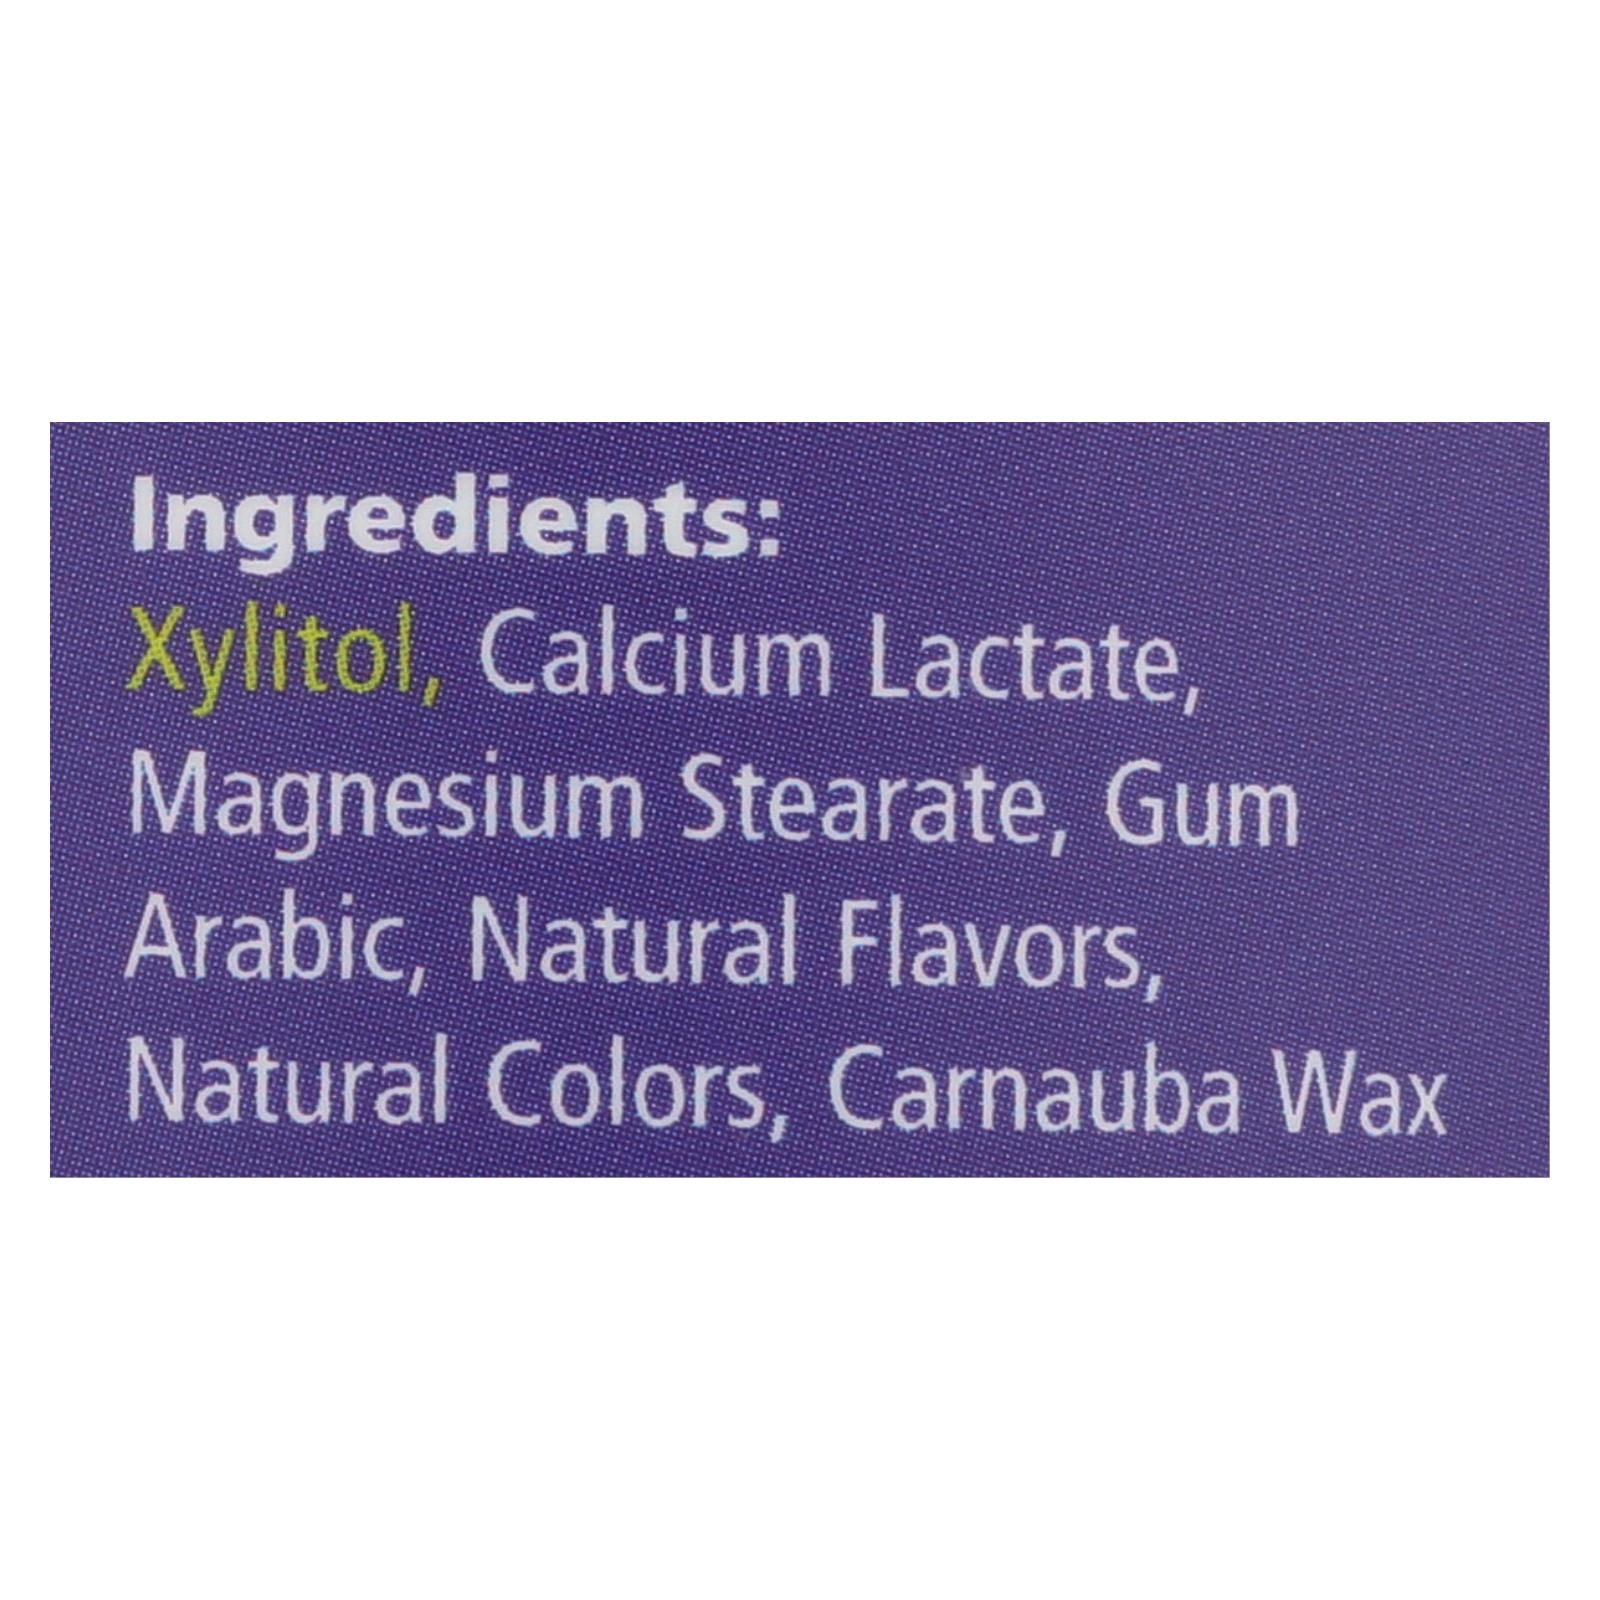 Ingredients:
Xylitol, Calcium Lactate,
Magnesium Stearate, Gum
Arabic, Natural Flavors,
Natural Colors, Carnauba Wax